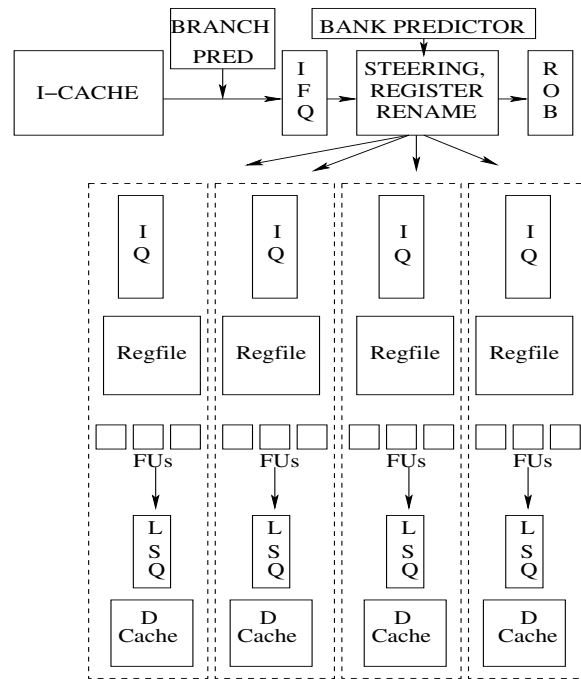 BRANCH
PRED
BANK PREDICTOR
I-CACHE
I
F
Q
STEERING,
REGISTER
RENAME
R
O
B
I
Q
I
Q
I
Q
I
Q
Regfile
Regfile
Regfile
Regfile
FUs
FUs
FUs
FUs
L
S
Q
L
S
Q
L
S
Q
L
S
Q
D
Cache
D
Cache
D
Cache
D
Cache